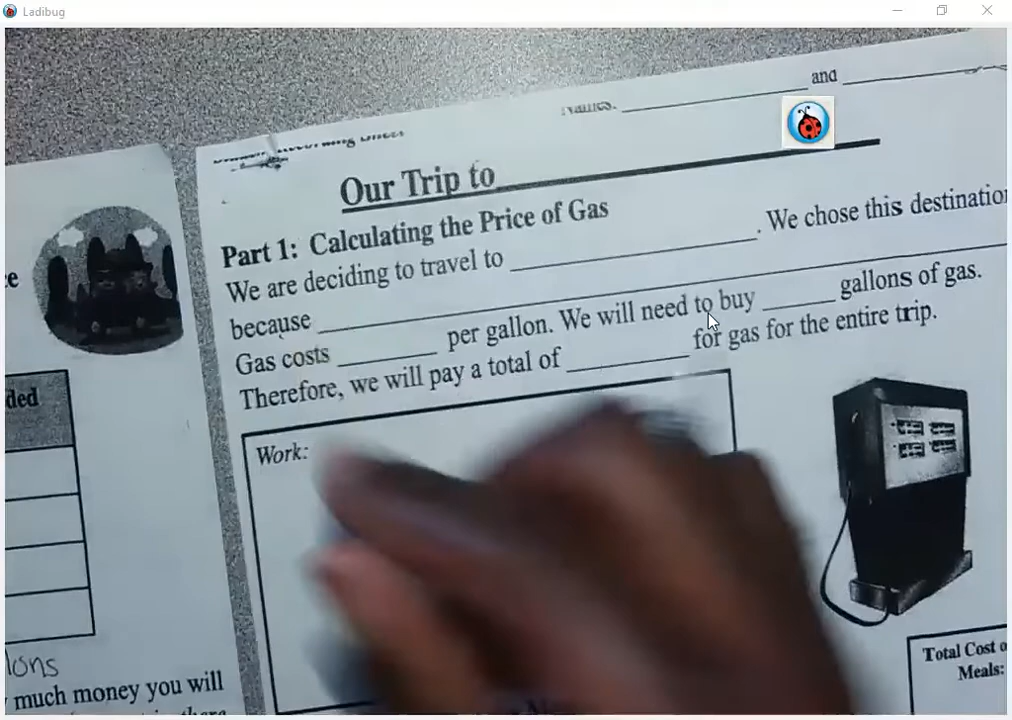 Ladibug
and
Our Trip to
Part 1: Calculating the Price of Gas
We are deciding to travel to . We chose this destination
because
Gas costs per gallon. We will need to buy gallons of gas.
Therefore, we will pay a total of for gas for the entire trip.
Work:
Total Cost o
Meals:
ded
lons
much money you will